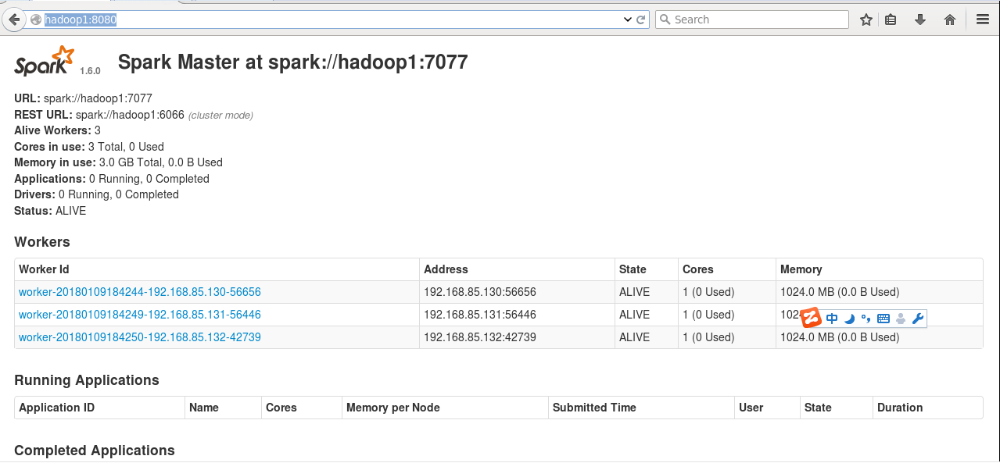 hadoop1:8080
Search
Spark 1.6.0 Spark Master at spark://hadoop1:7077
URL: spark://hadoop1:7077
REST URL: spark://hadoop1:6066 (cluster mode)
Alive Workers: 3
Cores in use: 3 Total, 0 Used
Memory in use: 3.0 GB Total, 0.0 B Used
Applications: 0 Running, 0 Completed
Drivers: 0 Running, 0 Completed
Status: ALIVE
Workers
Worker Id Address State Cores Memory
worker-20180109184244-192.168.85.130-56656 192.168.85.130:56656 ALIVE 1 (0 Used) 1024.0 MB (0.0 B Used)
worker-20180109184249-192.168.85.131-56446 192.168.85.131:56446 ALIVE 1 (0 Used) 102 中
worker-20180109184250-192.168.85.132-42739 192.168.85.132:42739 ALIVE 1 (0 Used) 1024.0 MB (0.0 B Used)
Running Applications
Application ID Name Cores Memory per Node Submitted Time User State Duration
Completed Applications